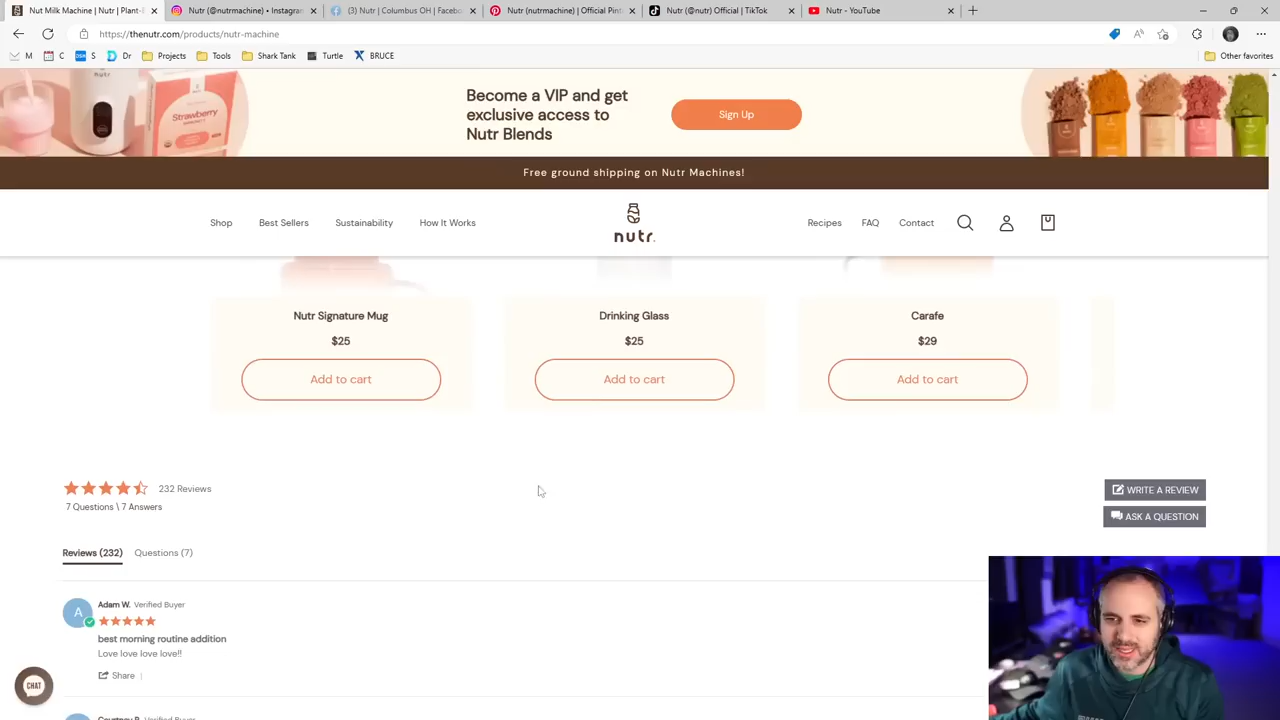 Nut Milk Machine | Nutr | Plant-
Nutr (@nutrmachine) • Instagram
(3) Nutr | Columbus OH | Facebo
Nutr (nutrmachine) | Official Pint
Nutr (@nutr) Official | TikTok
Nutr - YouTube
https://thenutr.com/products/nutr-machine
M
C
S
Dr
Projects
Tools
Shark Tank
Turtle
BRUCE
Other favorites
nutr
Strawberry
Become a VIP and get
exclusive access to
Nutr Blends
Sign Up
Free ground shipping on Nutr Machines!
Shop
Best Sellers
Sustainability
How It Works
nutr.
Recipes
FAQ
Contact
Nutr Signature Mug
Drinking Glass
Carafe
$25
$25
$29
Add to cart
Add to cart
Add to cart
232 Reviews
7 Questions \ 7 Answers
WRITE A REVIEW
ASK A QUESTION
Reviews (232)
Questions (7)
A
Adam W. Verified Buyer
best morning routine addition
Love love love love!!
Share
CHAT